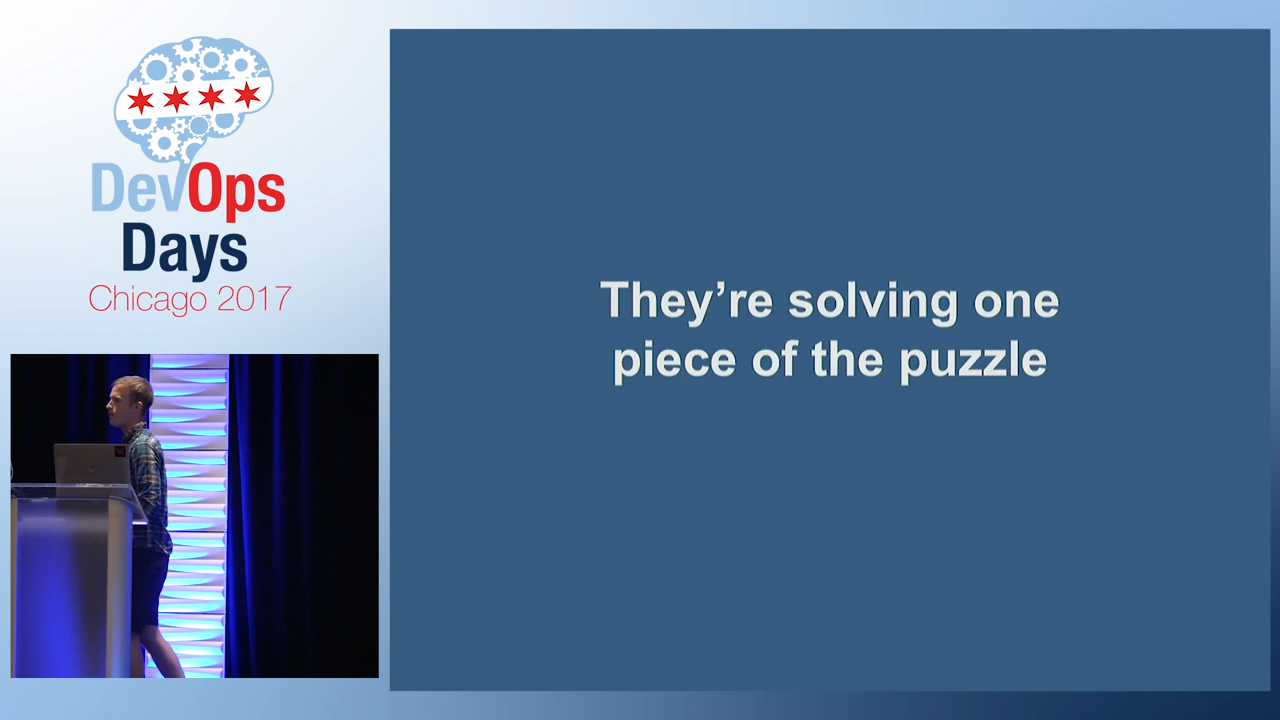 DevOps
Days
Chicago 2017
They’re solving one
piece of the puzzle